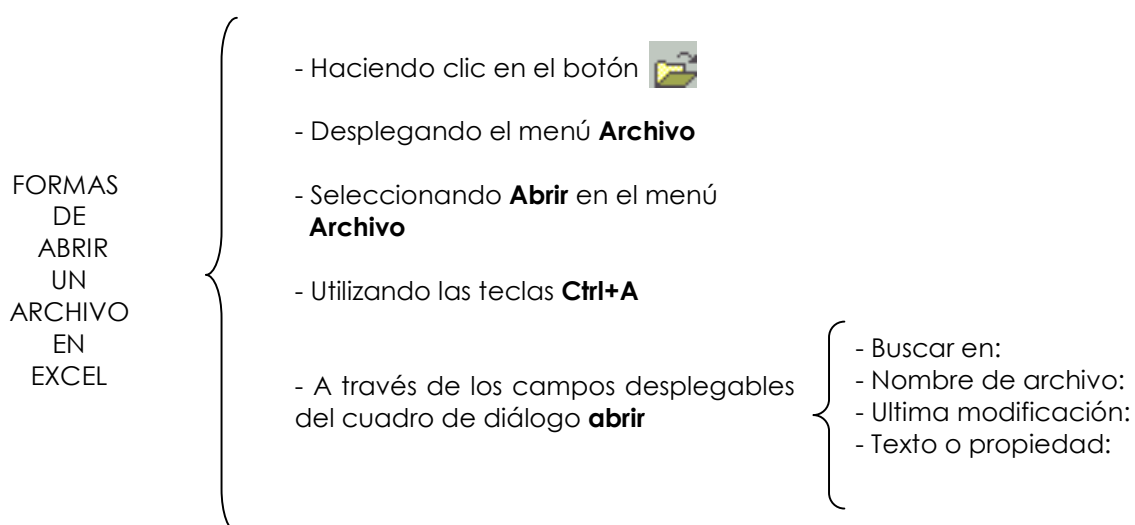 FORMAS
DE
ABRIR
UN
ARCHIVO
EN
EXCEL
- Haciendo clic en el botón
- Desplegando el menú Archivo
- Seleccionando Abrir en el menú
Archivo
- Utilizando las teclas Ctrl+A
- A través de los campos desplegables
del cuadro de diálogo abrir
- Buscar en:
- Nombre de archivo:
- Ultima modificación:
- Texto o propiedad: